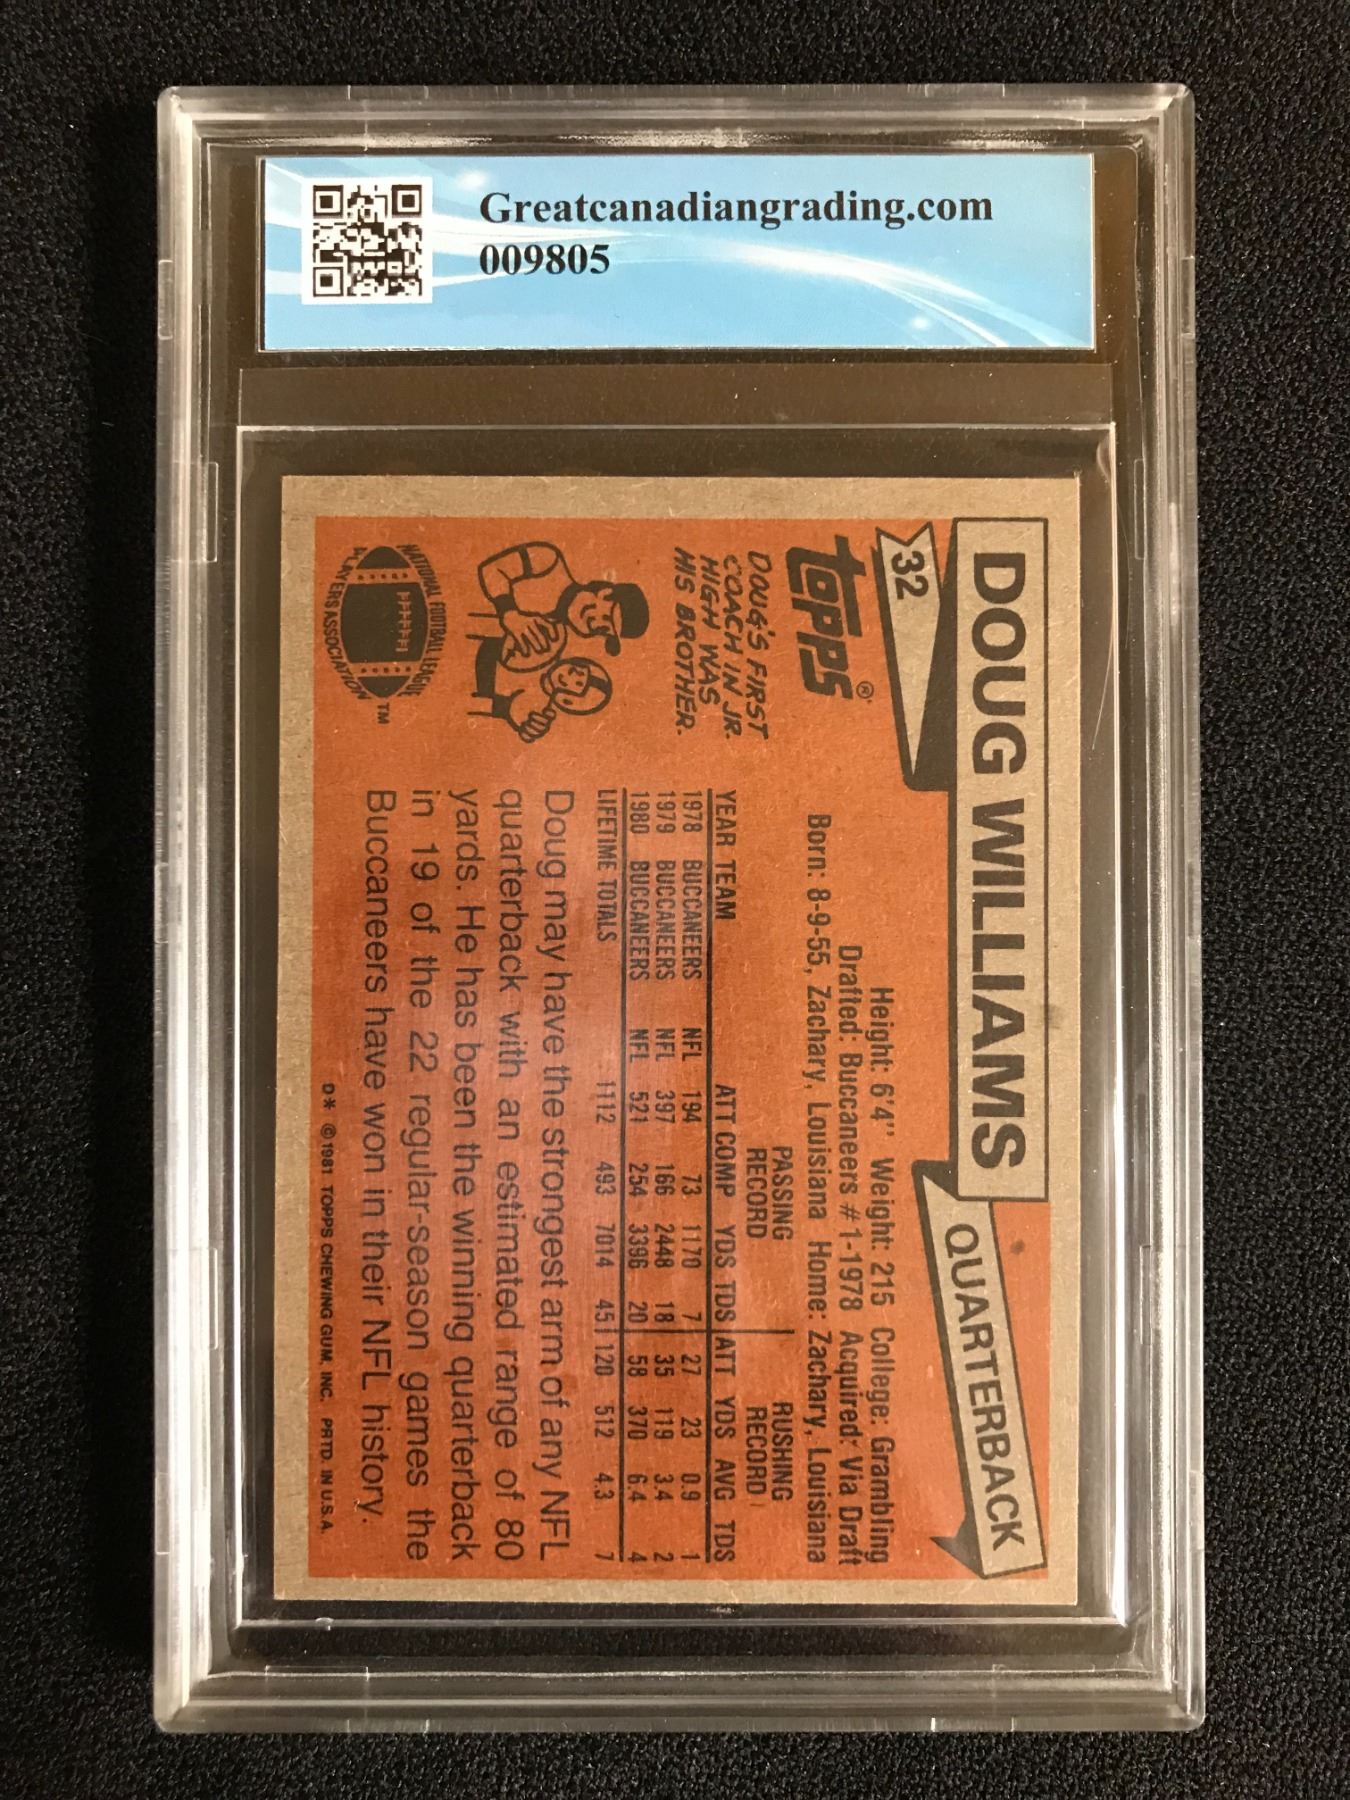 Greatcanadiangrading.com
009805
DOUG WILLIAMS
QUARTERBACK
32
Height: 6'4" Weight: 215 College: Grambling
Drafted: Buccaneers #1-1978 Acquired: Via Draft
Born: 8-9-55, Zachary, Louisiana Home: Zachary, Louisiana
TOPPS ®
DOUG'S FIRST
COACH IN JR.
HIGH WAS
HIS BROTHER.
PASSING RUSHING
RECORD RECORD
YEAR TEAM ATT COMP YDS TDS ATT YDS AVG TDS
1978 BUCCANEERS NFL 194 73 1170 7 27 23 0.9 1
1979 BUCCANEERS NFL 397 166 2448 18 35 119 3.4 2
1980 BUCCANEERS NFL 521 254 3396 20 58 370 6.4 4
LIFETIME TOTALS 1112 493 7014 45 120 512 4.3 7
Doug may have the strongest arm of any NFL
quarterback with an estimated range of 80
yards. He has been the winning quarterback
in 19 of the 22 regular-season games the
Buccaneers have won in their NFL history.
NATIONAL FOOTBALL LEAGUE
PLAYERS ASSOCIATION TM
D* ©1981 TOPPS CHEWING GUM, INC. PRTD. IN U.S.A.